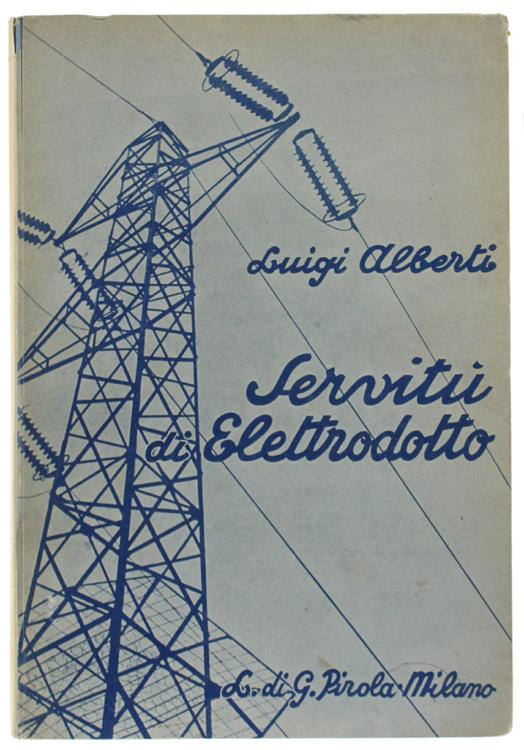 Luigi Alberti
Servitù
di Elettrodotto
L. di G. Pirola - Milano